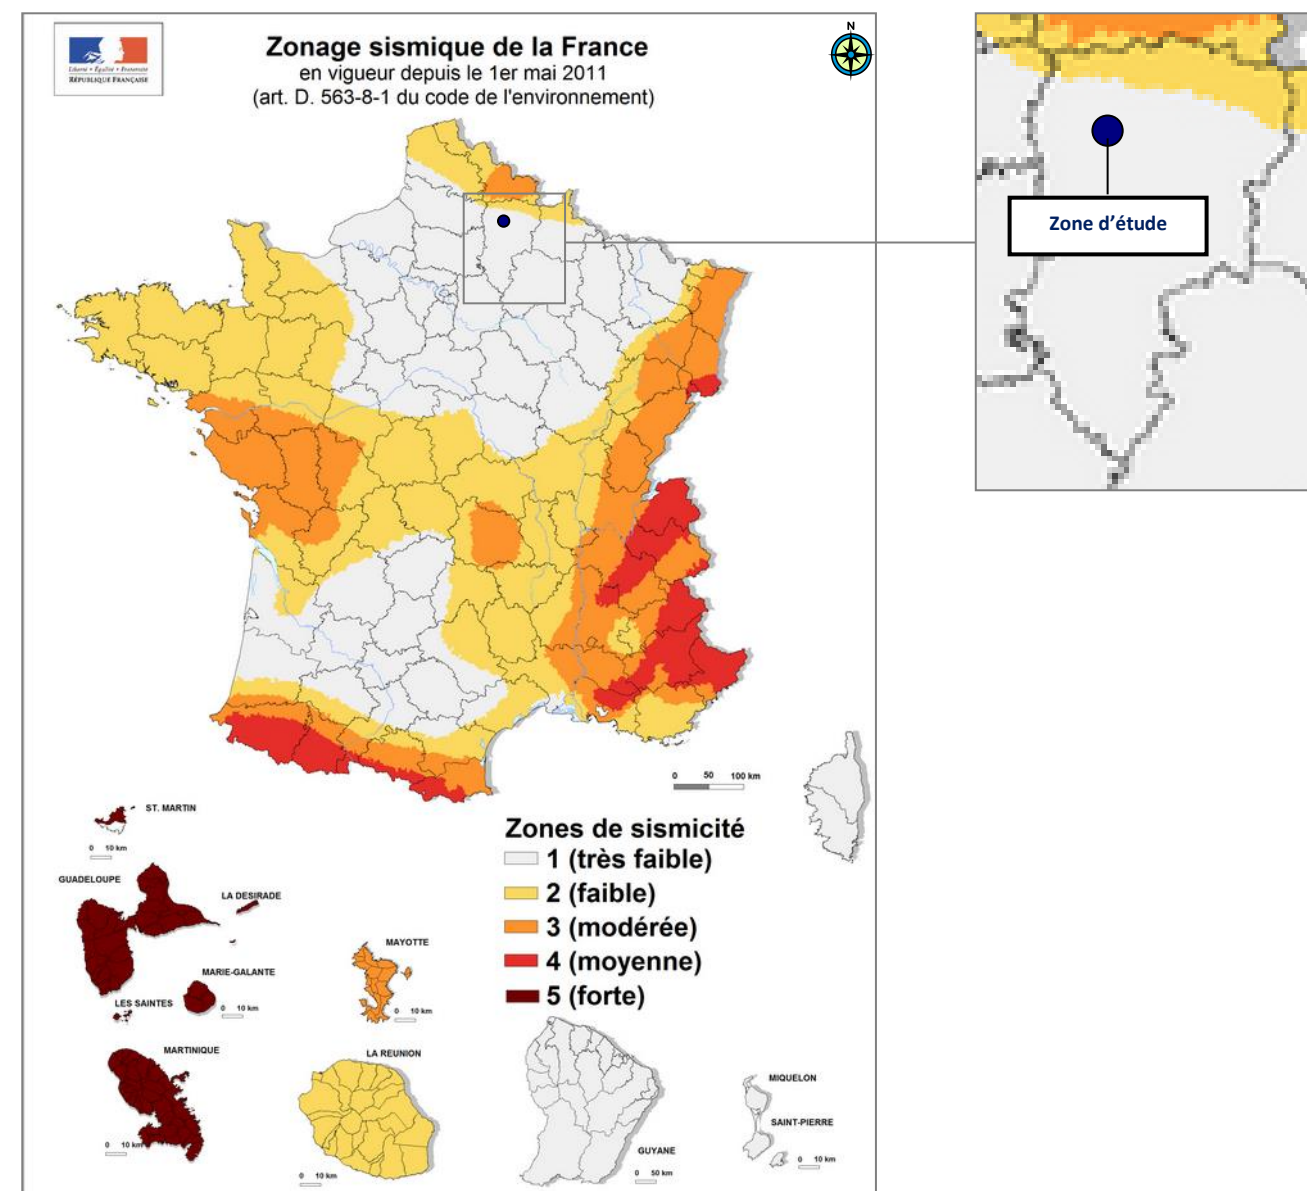 Liberté • Égalité • Fraternité
RÉPUBLIQUE FRANÇAISE
Zonage sismique de la France
en vigueur depuis le 1er mai 2011
(art. D. 563-8-1 du code de l'environnement)
N
Zone d'étude
0 50 100 km
ST. MARTIN
0 10 km
GUADELOUPE
LA DESIRADE
MARIE-GALANTE
0 10 km
LES SAINTES
MAYOTTE
0 10 km
Zones de sismicité
1 (très faible)
2 (faible)
3 (modérée)
4 (moyenne)
5 (forte)
MARTINIQUE
0 10 km
LA REUNION
0 10 km
GUYANE
0 50 km
MIQUELON
SAINT-PIERRE
0 10 km